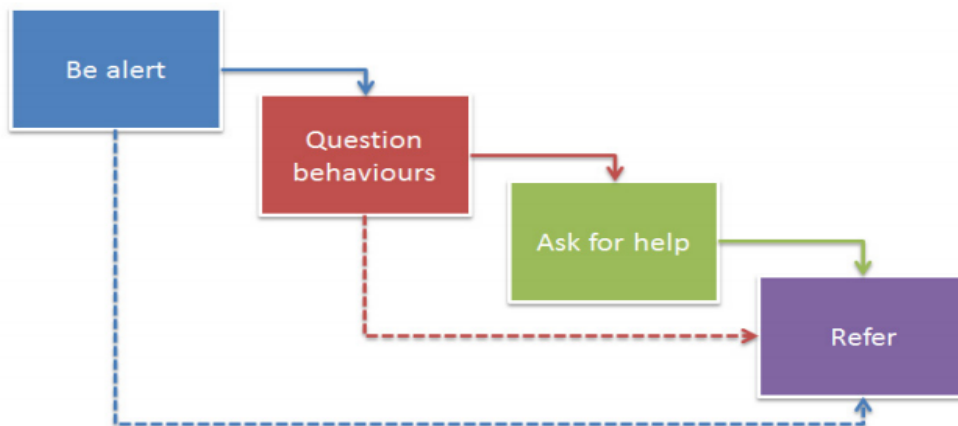 Be alert
Question
behaviours
Ask for help
Refer